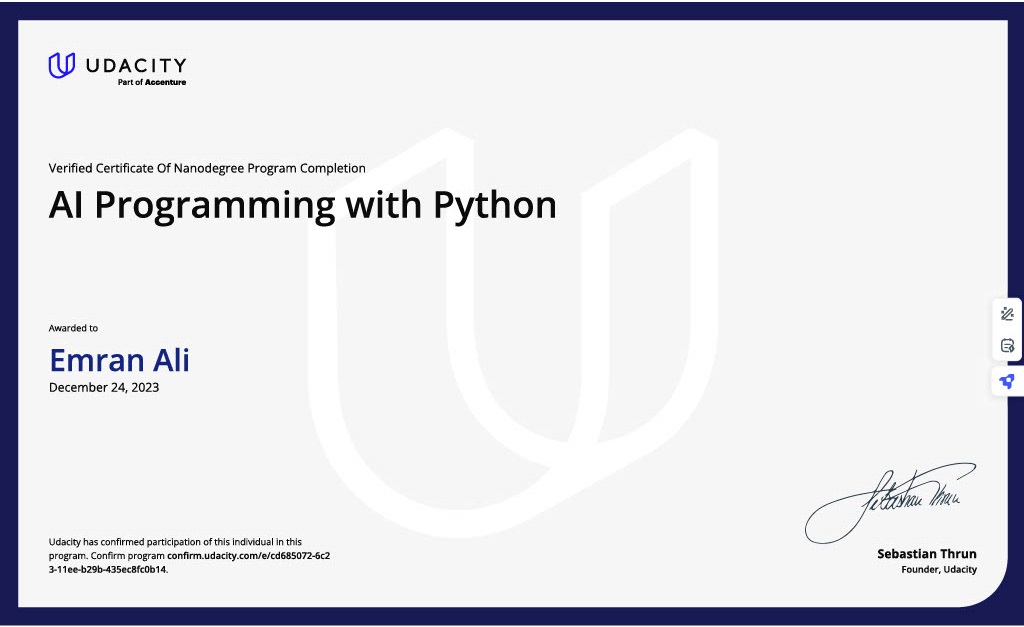 UDACITY
Part of Accenture
Verified Certificate Of Nanodegree Program Completion
AI Programming with Python
Awarded to
Emran Ali
December 24, 2023
Udacity has confirmed participation of this individual in this
program. Confirm program confirm.udacity.com/e/cd685072-6c2
3-11ee-b29b-435ec8fc0b14.
Sebastian Thrun
Sebastian Thrun
Founder, Udacity